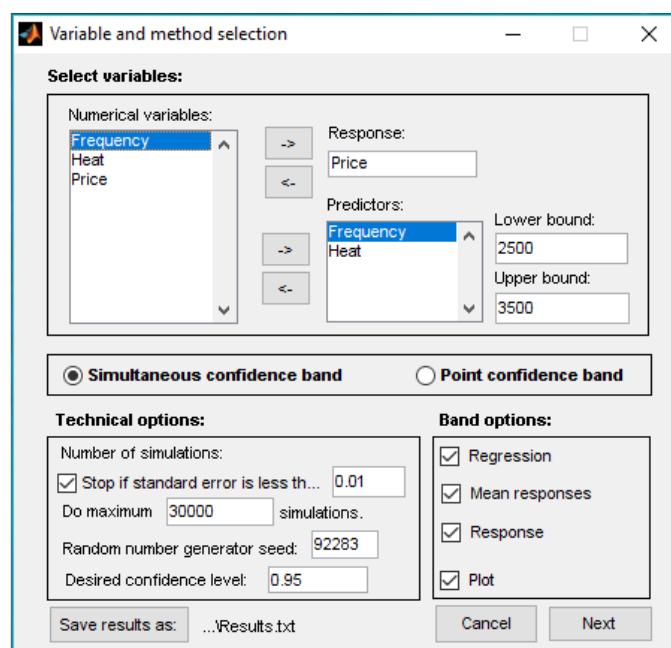 Variable and method selection
Select variables:
Numerical variables:
Frequency
Heat
Price
->
<-
Response:
Price
->
<-
Predictors:
Frequency
Heat
Lower bound:
2500
Upper bound:
3500
Simultaneous confidence band
Point confidence band
Technical options:
Number of simulations:
Stop if standard error is less th... 0.01
Do maximum 30000 simulations.
Random number generator seed: 92283
Desired confidence level: 0.95
Band options:
Regression
Mean responses
Response
Plot
Save results as: ...\Results.txt
Cancel
Next